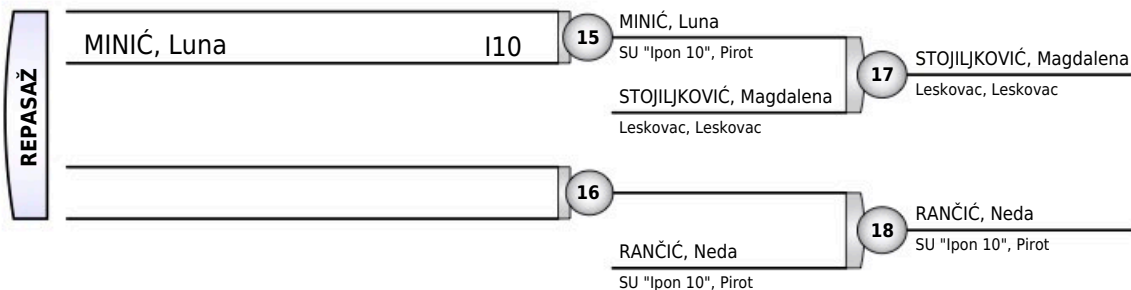 REPASAŽ
MINIĆ, Luna I10
15
MINIĆ, Luna
SU "Ipon 10", Pirot
STOJILJKOVIĆ, Magdalena
Leskovac, Leskovac
17
STOJILJKOVIĆ, Magdalena
Leskovac, Leskovac
16
RANČIĆ, Neda
SU "Ipon 10", Pirot
18
RANČIĆ, Neda
SU "Ipon 10", Pirot